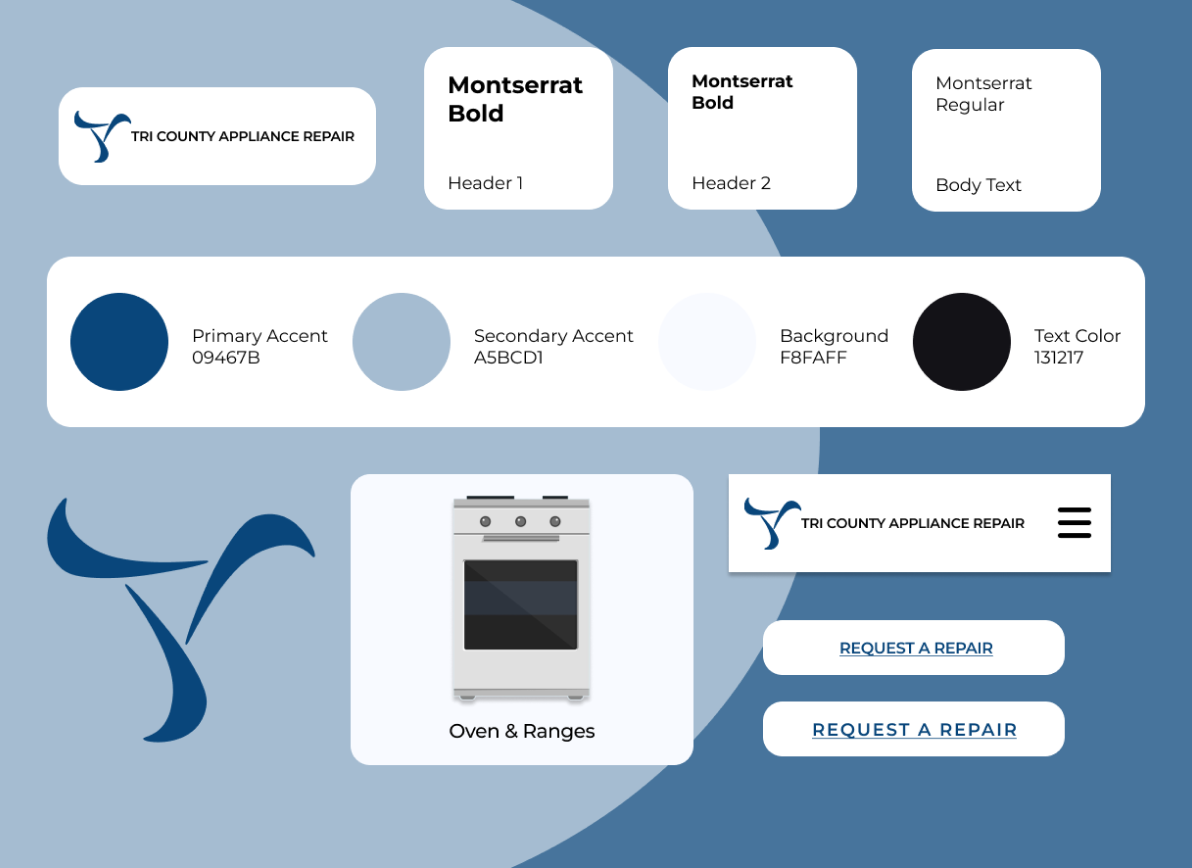 TRI COUNTY APPLIANCE REPAIR
Montserrat
Bold
Header 1
Montserrat
Bold
Header 2
Montserrat
Regular
Body Text
Primary Accent
09467B
Secondary Accent
A5BCD1
Background
F8FAFF
Text Color
131217
Oven & Ranges
TRI COUNTY APPLIANCE REPAIR
REQUEST A REPAIR
REQUEST A REPAIR